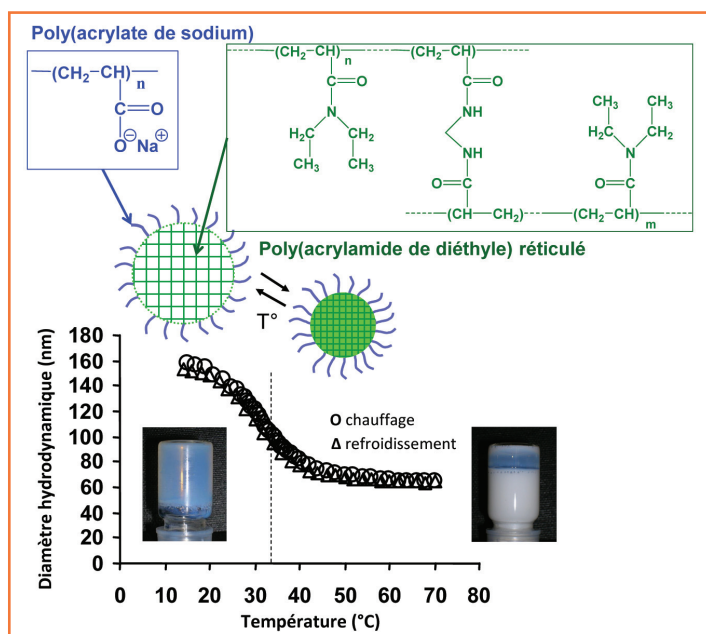 Poly(acrylate de sodium)
—(CH₂–CH)—
n
C=O
O⊖ Na⊕
-----(CH₂–CH)——(CH₂–CH)——(CH₂–CH)-----
n
C=O
C=O
N
NH
H₂C
CH₂
CH₃
CH₃
CH₃
CH₃
NH
H₂C
CH₂
N
O=C
O=C
-----(CH–CH₂)-----(CH₂–CH)-----
m
Poly(acrylamide de diéthyle) réticulé
T°
Diamètre hydrodynamique (nm)
180
160
140
120
100
80
60
40
20
0
O chauffage
Δ refroidissement
0 10 20 30 40 50 60 70 80
Température (°C)